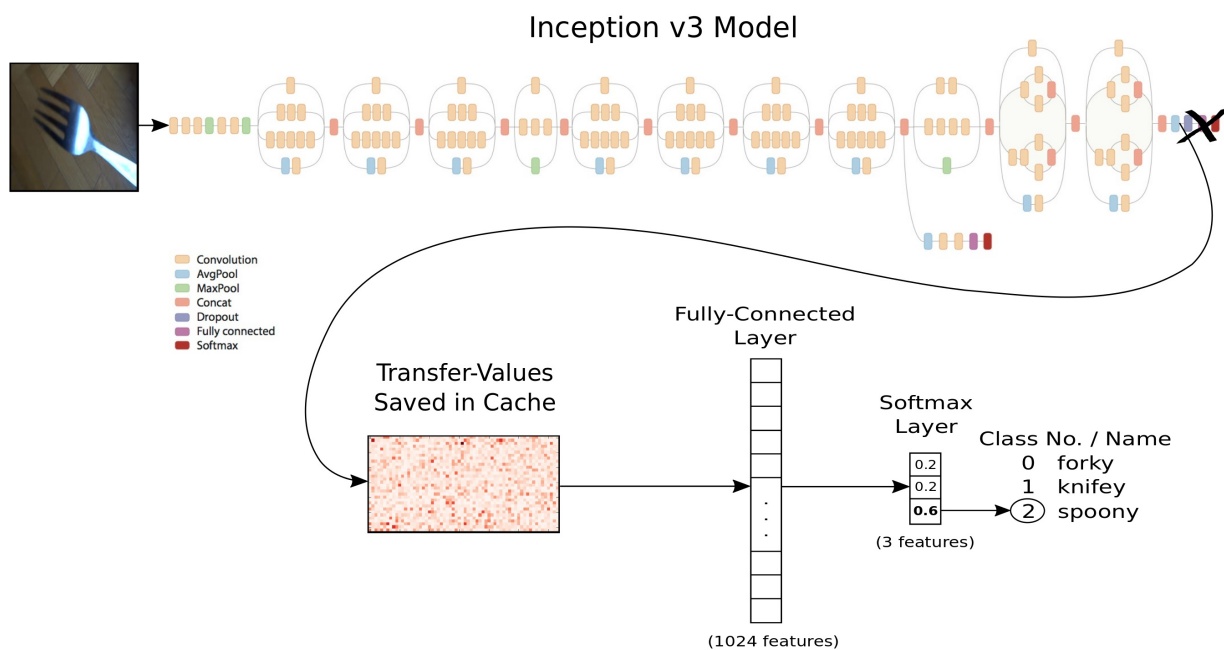 Inception v3 Model
Convolution
AvgPool
MaxPool
Concat
Dropout
Fully connected
Softmax
Transfer-Values
Saved in Cache
Fully-Connected
Layer
(1024 features)
Softmax
Layer
0.2
0.2
0.6
(3 features)
Class No. / Name
0 forky
1 knifey
2 spoony